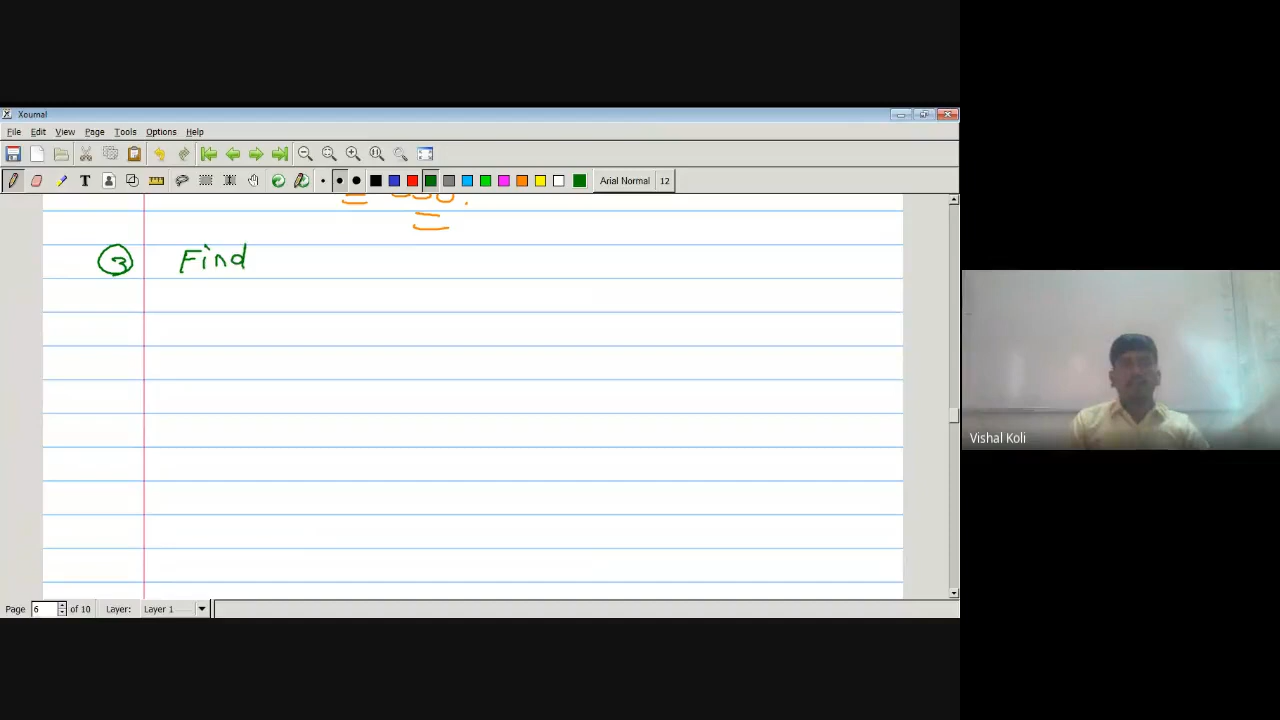 Xournal
File Edit View Page Tools Options Help
T Arial Normal 12
③ Find
Vishal Koli
Page 6 of 10 Layer: Layer 1